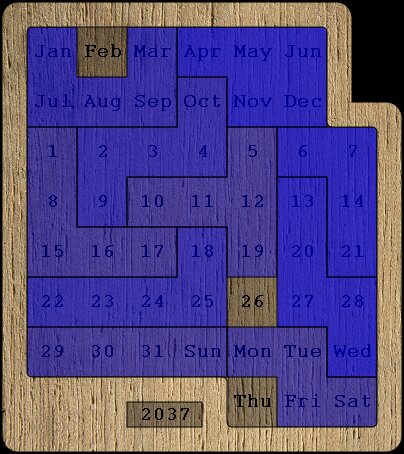 Jan Feb Mar Apr May Jun
Jul Aug Sep Oct Nov Dec
1 2 3 4 5 6 7
8 9 10 11 12 13 14
15 16 17 18 19 20 21
22 23 24 25 26 27 28
29 30 31 Sun Mon Tue Wed
Thu Fri Sat
2037